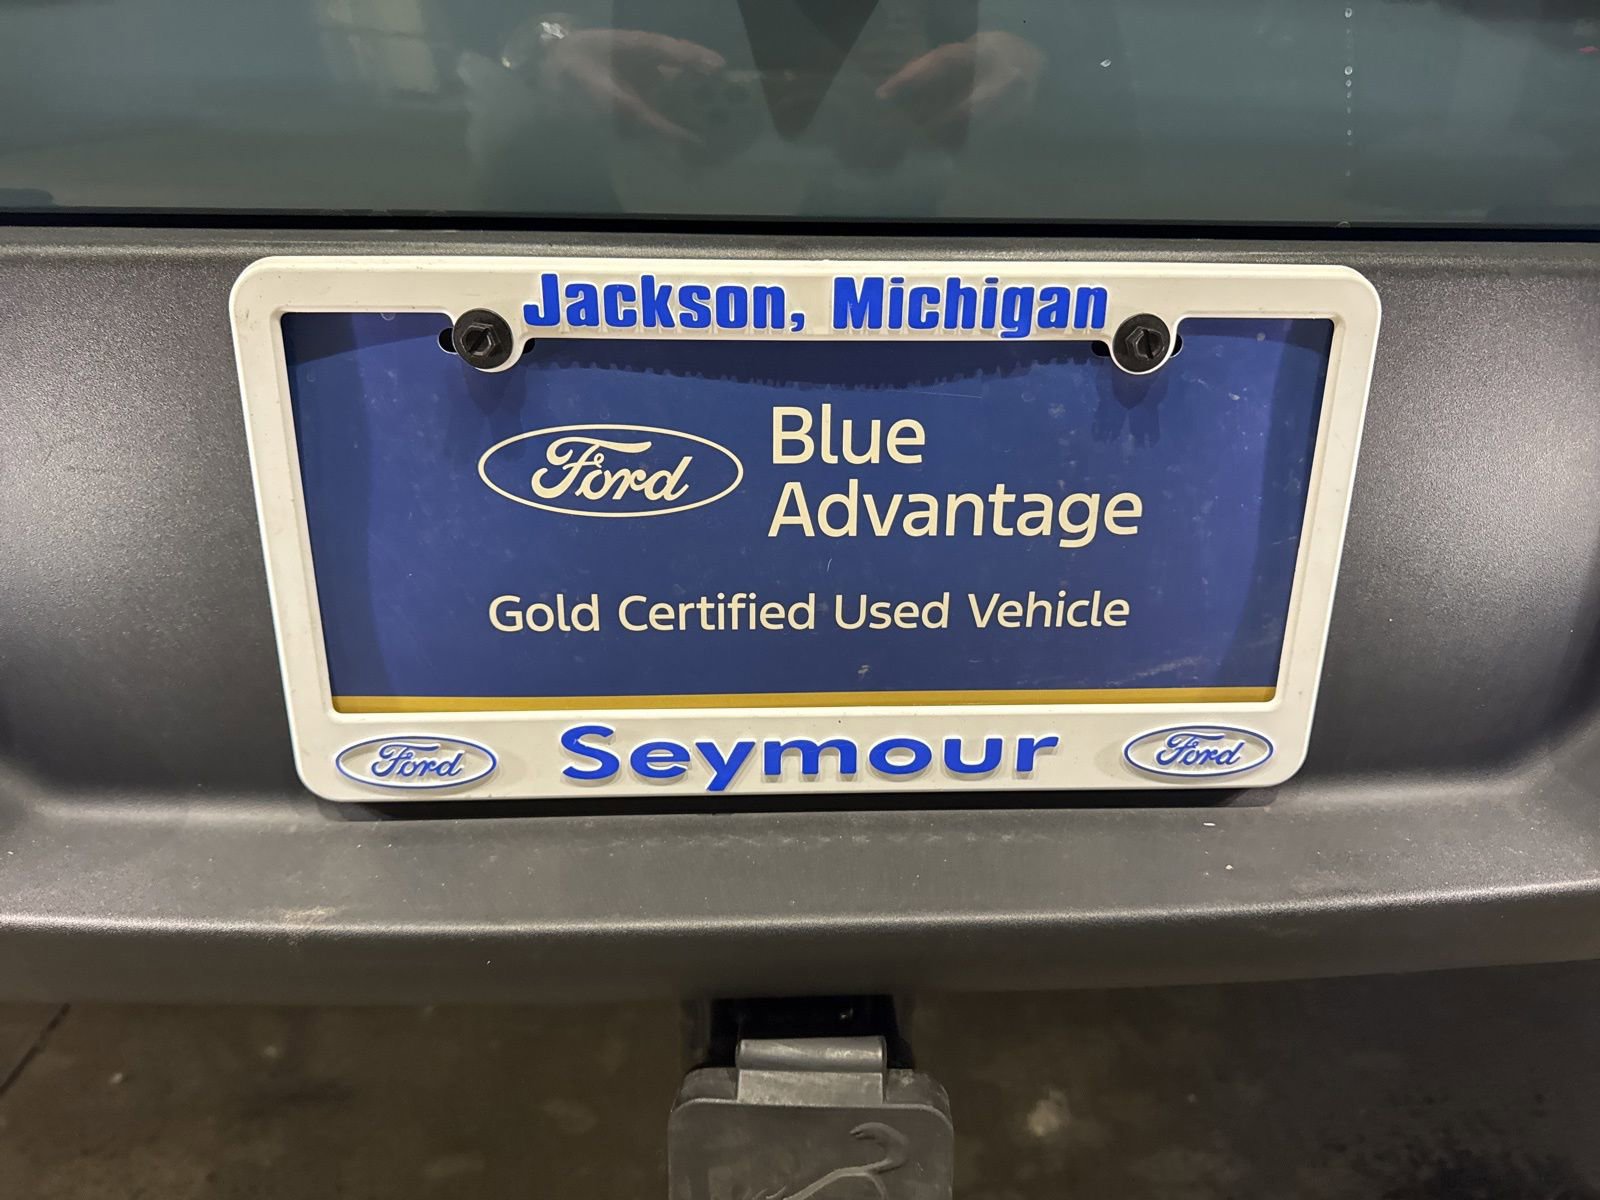 Jackson, Michigan
Ford
Blue
Advantage
Gold Certified Used Vehicle
Ford
Seymour
Ford